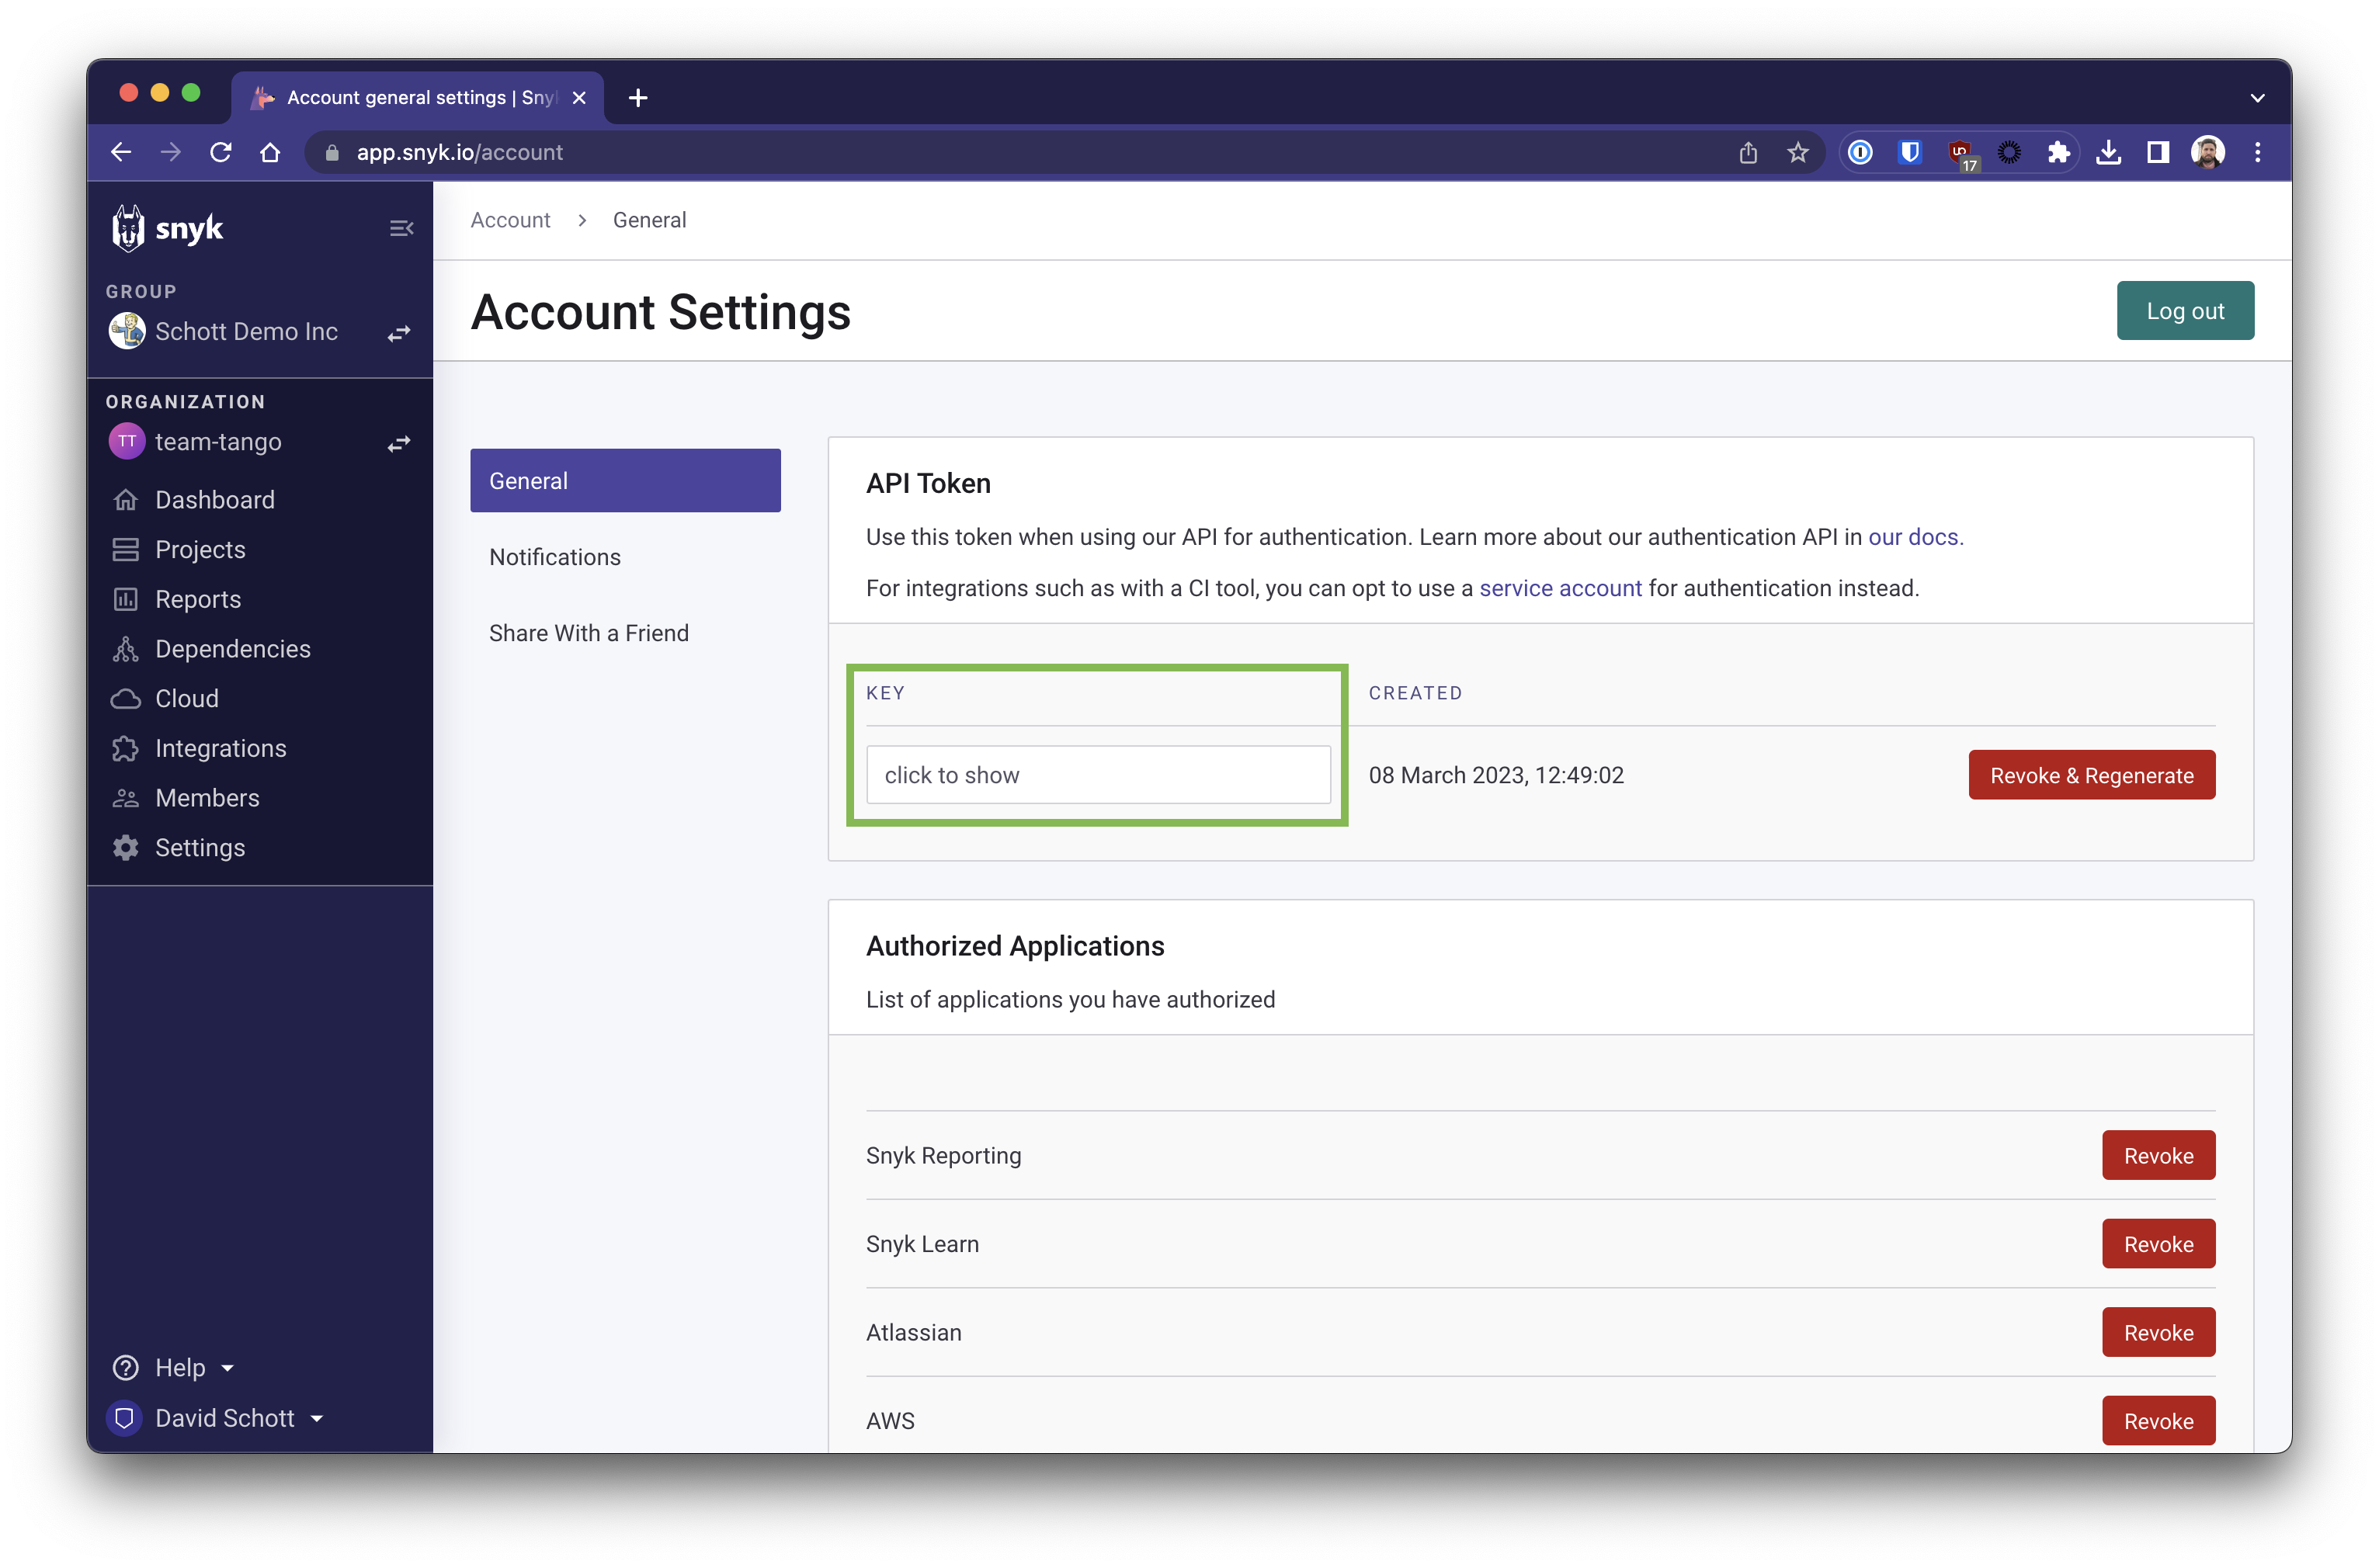 Account general settings | Sny
app.snyk.io/account
17
snyk
GROUP
Schott Demo Inc
ORGANIZATION
TT team-tango
Dashboard
Projects
Reports
Dependencies
Cloud
Integrations
Members
Settings
Help
David Schott
Account > General
Account Settings
Log out
General
Notifications
Share With a Friend
API Token
Use this token when using our API for authentication. Learn more about our authentication API in our docs.
For integrations such as with a CI tool, you can opt to use a service account for authentication instead.
KEY CREATED
click to show 08 March 2023, 12:49:02 Revoke & Regenerate
Authorized Applications
List of applications you have authorized
Snyk Reporting Revoke
Snyk Learn Revoke
Atlassian Revoke
AWS Revoke